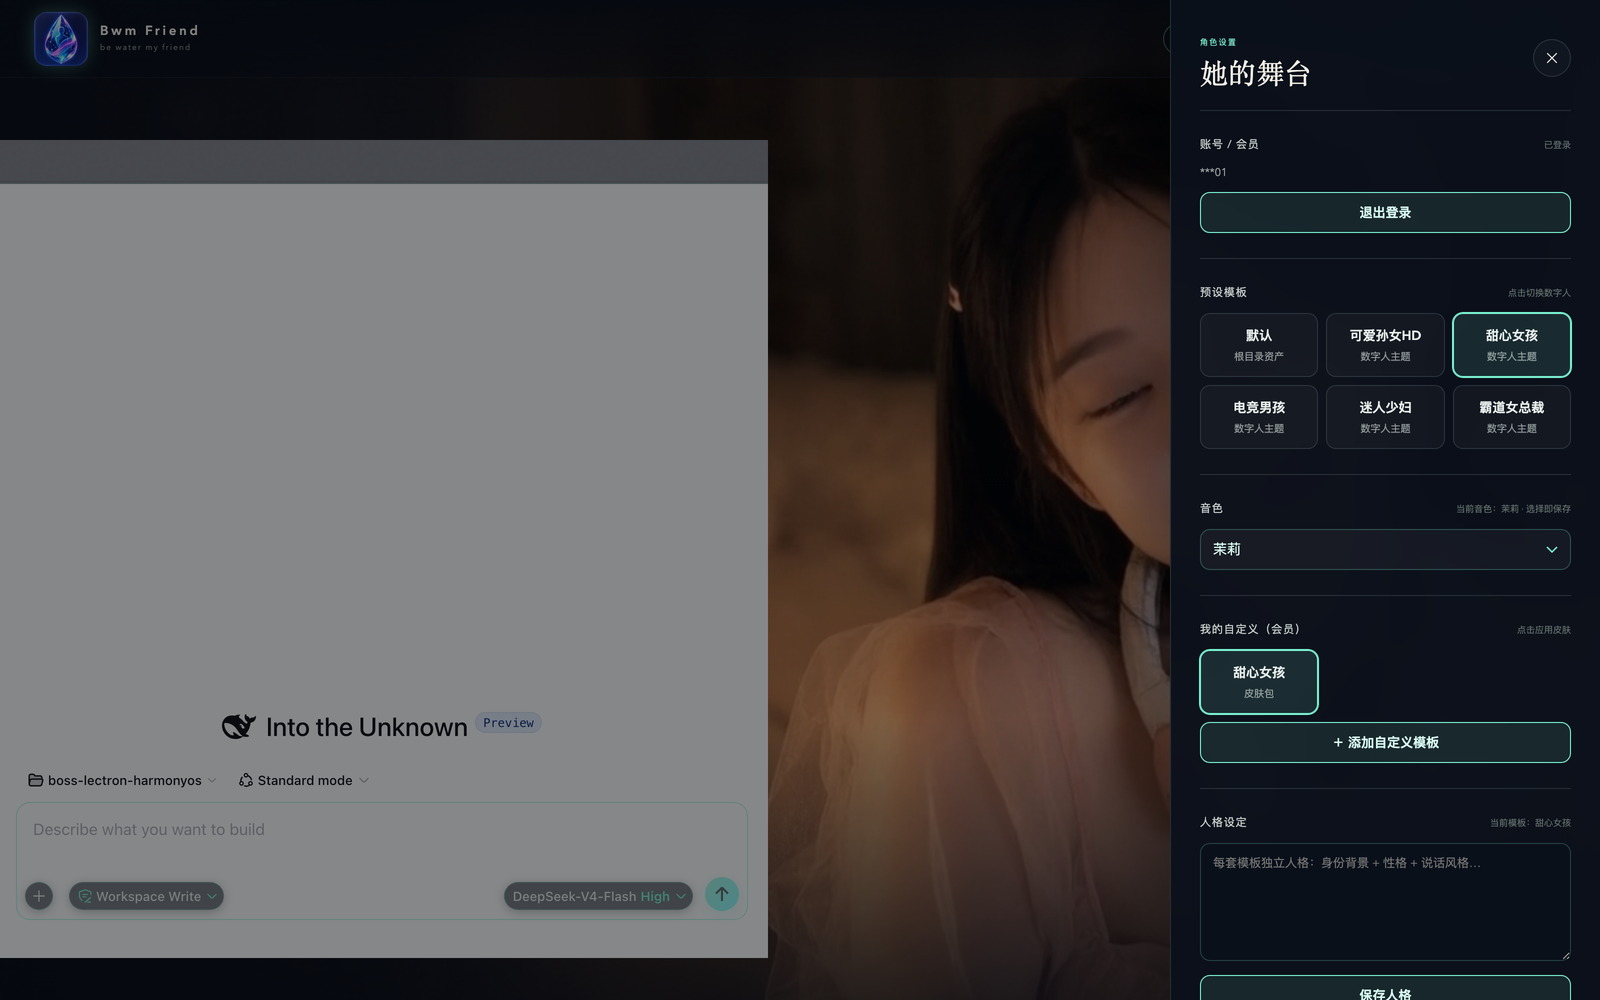 Bwm Friend
be water my friend
Into the Unknown
Preview
boss-lectron-harmonyos
Standard mode
Describe what you want to build
Workspace Write
DeepSeek-V4-Flash High
角色设置
她的舞台
账号 / 会员
已登录
***01
退出登录
预设模板
点击切换数字人
默认
根目录资产
可爱孙女HD
数字人主题
甜心女孩
数字人主题
电竞男孩
数字人主题
迷人少妇
数字人主题
霸道女总裁
数字人主题
音色
当前音色：茉莉 · 选择即保存
茉莉
我的自定义（会员）
点击应用皮肤
甜心女孩
皮肤包
+ 添加自定义模板
人格设定
当前模板：甜心女孩
每套模板独立人格：身份背景 + 性格 + 说话风格...
保存人格